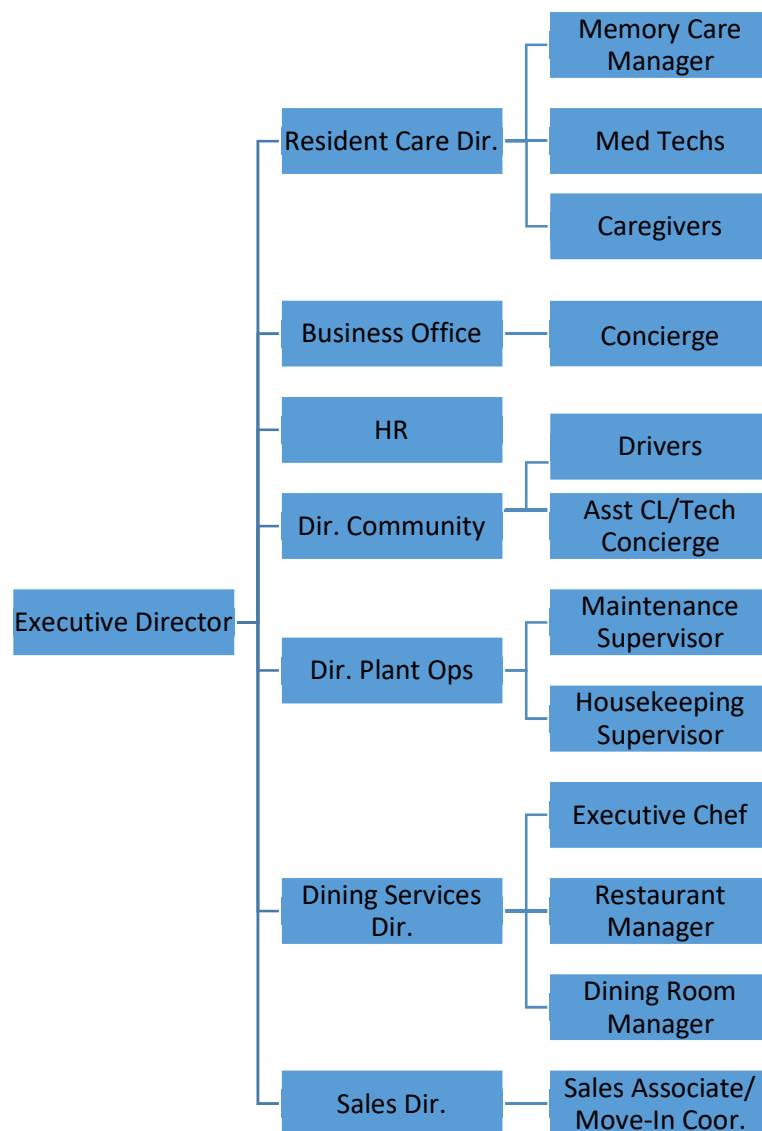 Memory Care
Manager
Resident Care Dir.
Med Techs
Caregivers
Business Office
Concierge
HR
Drivers
Dir. Community
Asst CL/Tech
Concierge
Executive Director
Maintenance
Supervisor
Dir. Plant Ops
Housekeeping
Supervisor
Executive Chef
Dining Services
Dir.
Restaurant
Manager
Dining Room
Manager
Sales Dir.
Sales Associate/
Move-In Coor.